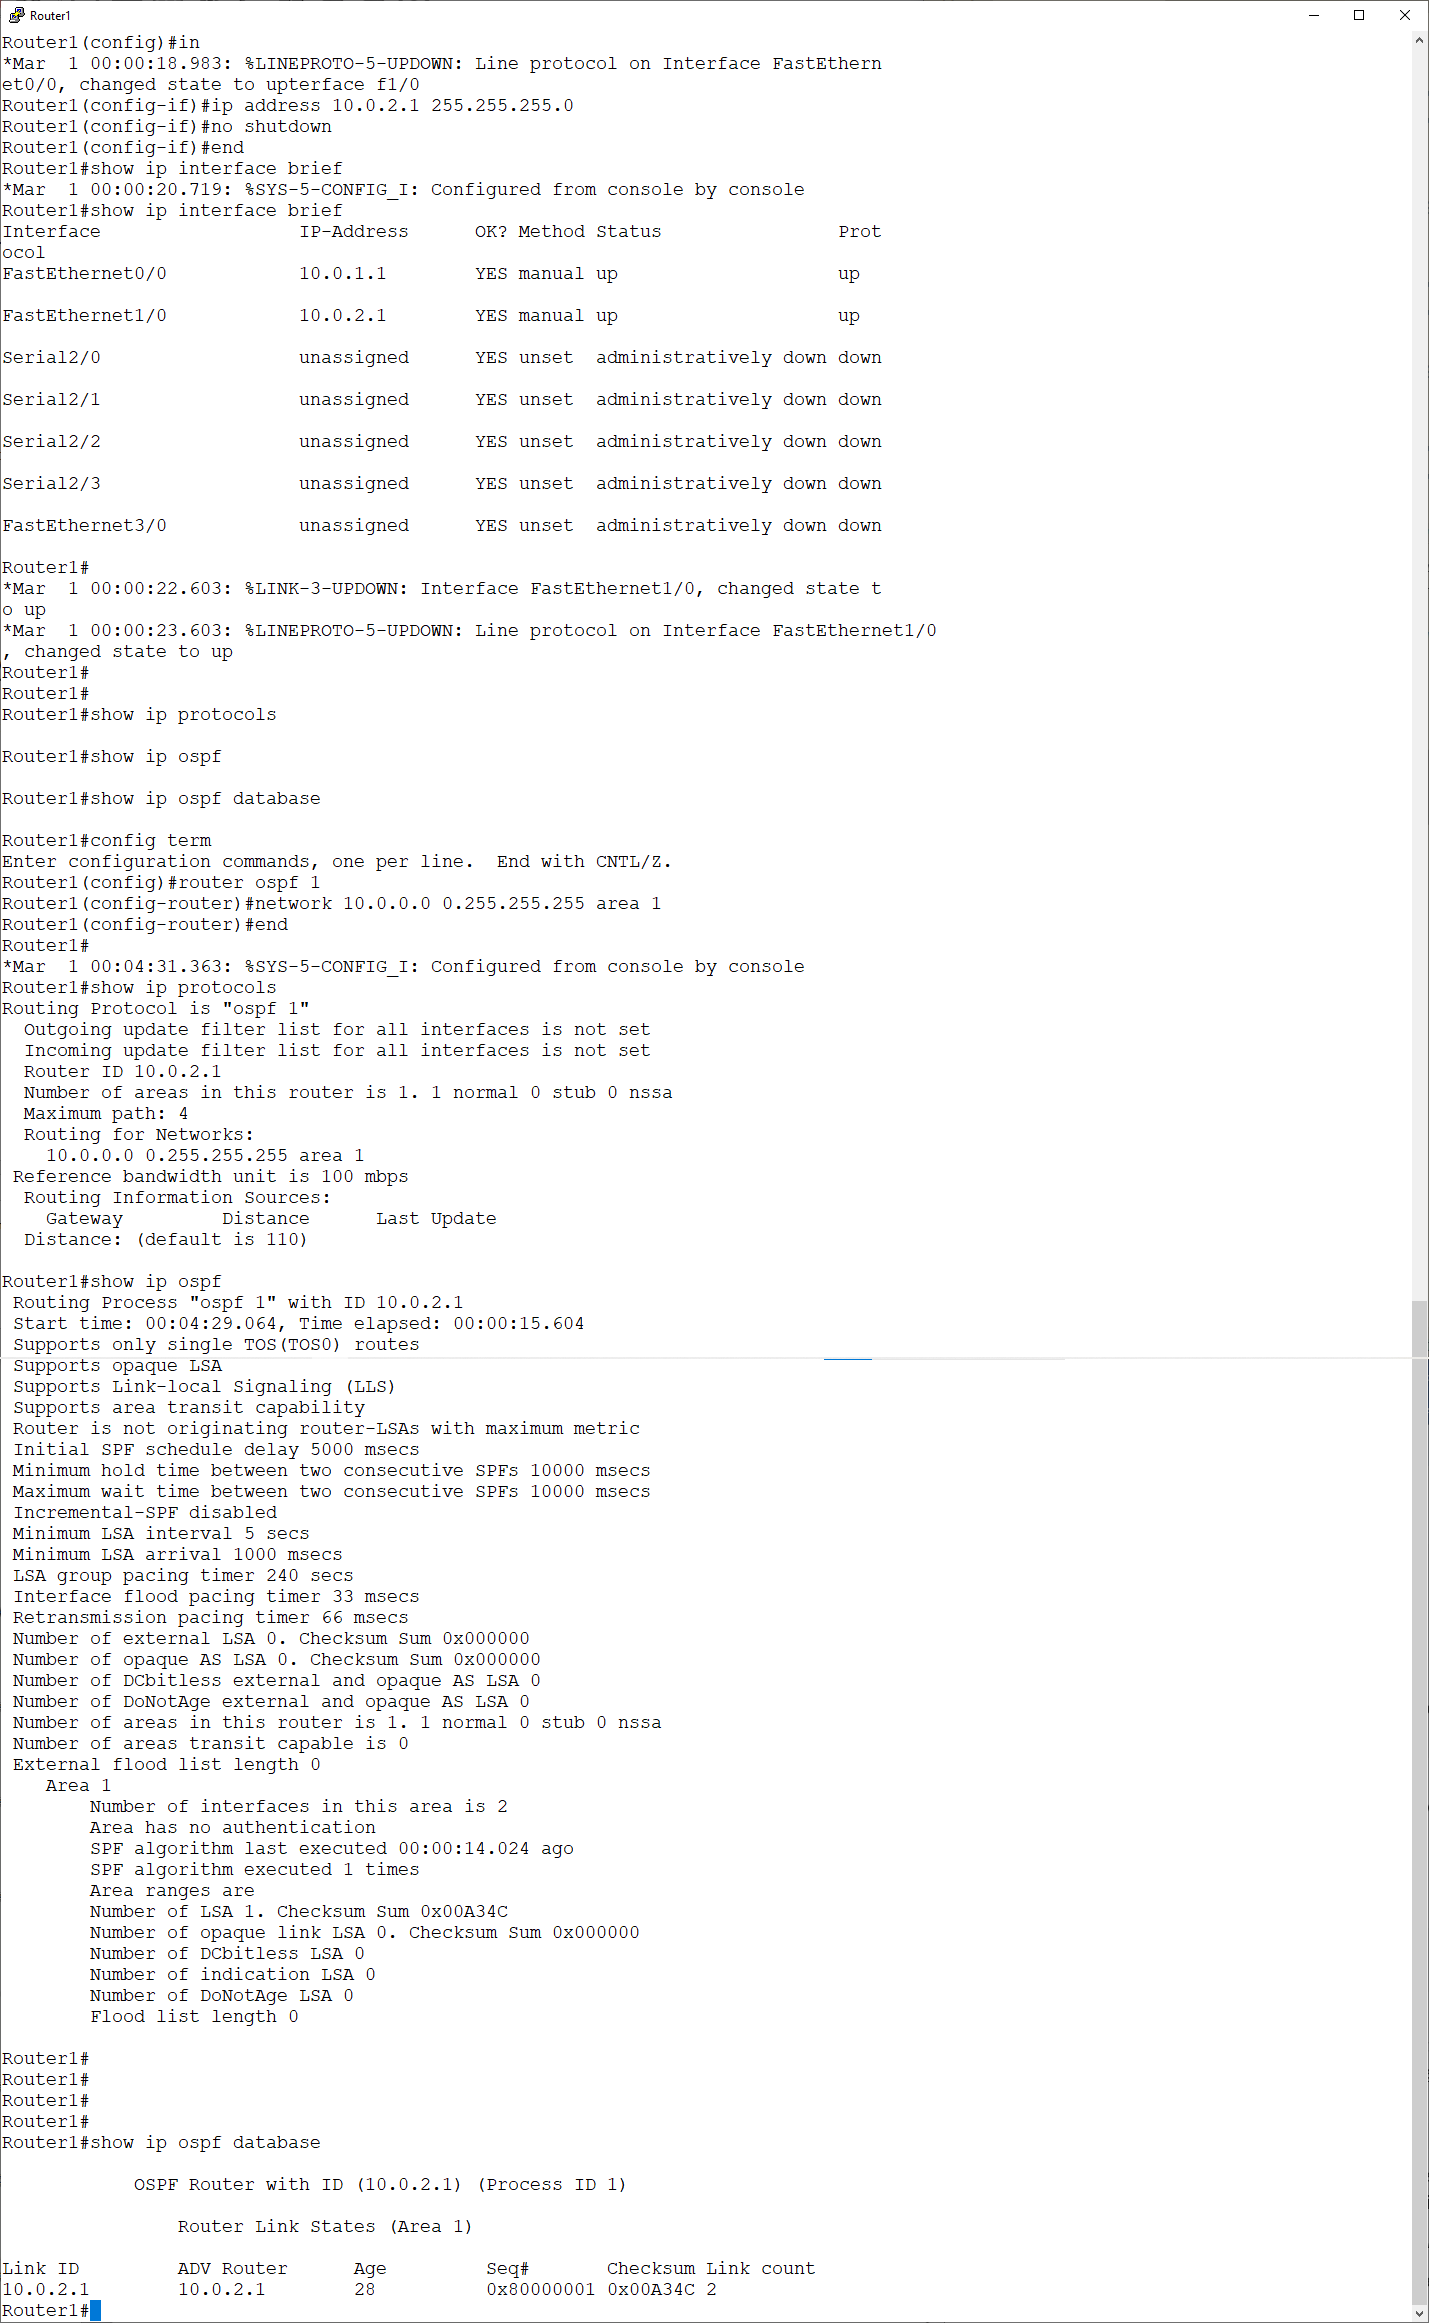 Router1
Router1(config)#in
*Mar  1 00:00:18.983: %LINEPROTO-5-UPDOWN: Line protocol on Interface FastEthern
et0/0, changed state to upterface f1/0
Router1(config-if)#ip address 10.0.2.1 255.255.255.0
Router1(config-if)#no shutdown
Router1(config-if)#end
Router1#show ip interface brief
*Mar  1 00:00:20.719: %SYS-5-CONFIG_I: Configured from console by console
Router1#show ip interface brief
Interface                  IP-Address      OK? Method Status                Prot
ocol
FastEthernet0/0            10.0.1.1        YES manual up                    up
FastEthernet1/0            10.0.2.1        YES manual up                    up
Serial2/0                  unassigned      YES unset  administratively down down
Serial2/1                  unassigned      YES unset  administratively down down
Serial2/2                  unassigned      YES unset  administratively down down
Serial2/3                  unassigned      YES unset  administratively down down
FastEthernet3/0            unassigned      YES unset  administratively down down
Router1#
*Mar  1 00:00:22.603: %LINK-3-UPDOWN: Interface FastEthernet1/0, changed state t
o up
*Mar  1 00:00:23.603: %LINEPROTO-5-UPDOWN: Line protocol on Interface FastEthernet1/0
, changed state to up
Router1#
Router1#
Router1#show ip protocols
Router1#show ip ospf
Router1#show ip ospf database
Router1#config term
Enter configuration commands, one per line.  End with CNTL/Z.
Router1(config)#router ospf 1
Router1(config-router)#network 10.0.0.0 0.255.255.255 area 1
Router1(config-router)#end
Router1#
*Mar  1 00:04:31.363: %SYS-5-CONFIG_I: Configured from console by console
Router1#show ip protocols
Routing Protocol is "ospf 1"
  Outgoing update filter list for all interfaces is not set
  Incoming update filter list for all interfaces is not set
  Router ID 10.0.2.1
  Number of areas in this router is 1. 1 normal 0 stub 0 nssa
  Maximum path: 4
  Routing for Networks:
    10.0.0.0 0.255.255.255 area 1
 Reference bandwidth unit is 100 mbps
  Routing Information Sources:
    Gateway         Distance      Last Update
  Distance: (default is 110)
Router1#show ip ospf
 Routing Process "ospf 1" with ID 10.0.2.1
 Start time: 00:04:29.064, Time elapsed: 00:00:15.604
 Supports only single TOS(TOS0) routes
 Supports opaque LSA
 Supports Link-local Signaling (LLS)
 Supports area transit capability
 Router is not originating router-LSAs with maximum metric
 Initial SPF schedule delay 5000 msecs
 Minimum hold time between two consecutive SPFs 10000 msecs
 Maximum wait time between two consecutive SPFs 10000 msecs
 Incremental-SPF disabled
 Minimum LSA interval 5 secs
 Minimum LSA arrival 1000 msecs
 LSA group pacing timer 240 secs
 Interface flood pacing timer 33 msecs
 Retransmission pacing timer 66 msecs
 Number of external LSA 0. Checksum Sum 0x000000
 Number of opaque AS LSA 0. Checksum Sum 0x000000
 Number of DCbitless external and opaque AS LSA 0
 Number of DoNotAge external and opaque AS LSA 0
 Number of areas in this router is 1. 1 normal 0 stub 0 nssa
 Number of areas transit capable is 0
 External flood list length 0
    Area 1
        Number of interfaces in this area is 2
        Area has no authentication
        SPF algorithm last executed 00:00:14.024 ago
        SPF algorithm executed 1 times
        Area ranges are
        Number of LSA 1. Checksum Sum 0x00A34C
        Number of opaque link LSA 0. Checksum Sum 0x000000
        Number of DCbitless LSA 0
        Number of indication LSA 0
        Number of DoNotAge LSA 0
        Flood list length 0
Router1#
Router1#
Router1#
Router1#
Router1#show ip ospf database
            OSPF Router with ID (10.0.2.1) (Process ID 1)
                Router Link States (Area 1)
Link ID         ADV Router      Age         Seq#       Checksum Link count
10.0.2.1        10.0.2.1        28          0x80000001 0x00A34C 2
Router1#